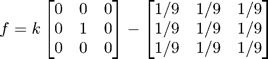 f = k [0 0 0; 0 1 0; 0 0 0] − [1/9 1/9 1/9; 1/9 1/9 1/9; 1/9 1/9 1/9]